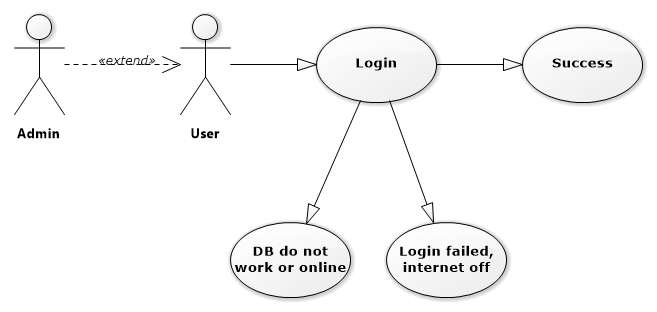 «extend»
Login
Success
Admin
User
DB do not
work or online
Login failed,
internet off